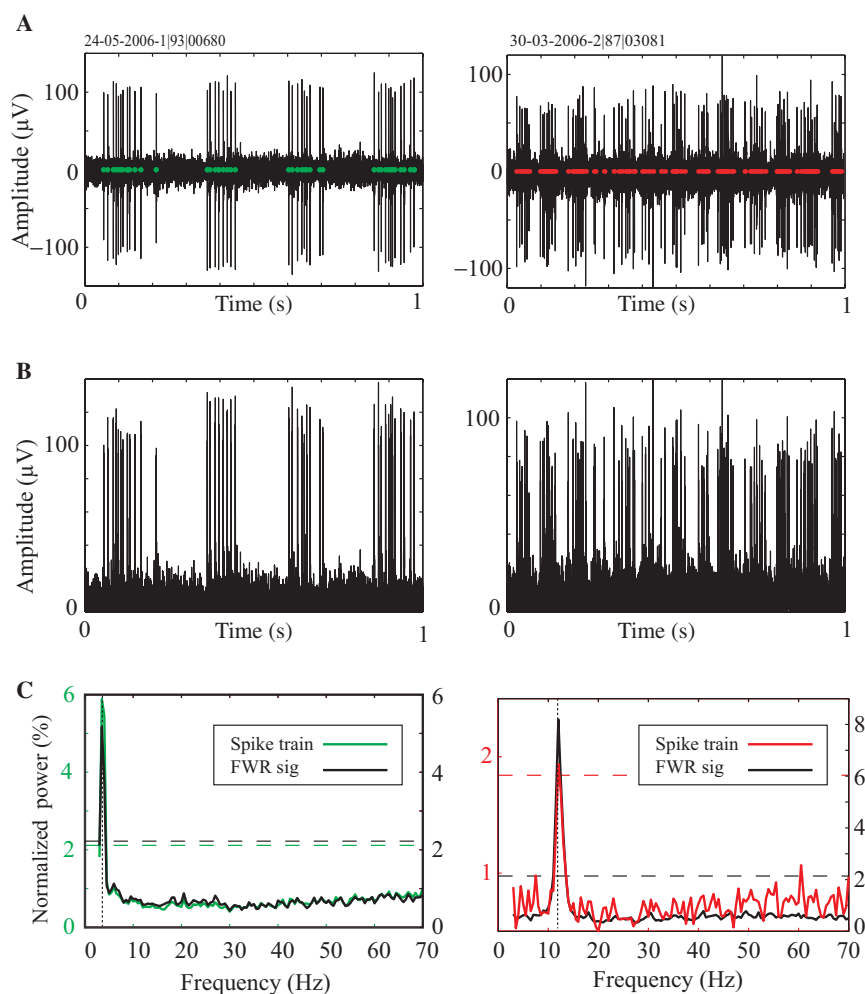 A
24-05-2006-1|93|00680
30-03-2006-2|87|03081
Amplitude (µV)
100
0
−100
0
Time (s)
1
100
0
−100
0
Time (s)
1
B
Amplitude (µV)
100
0
0
Time (s)
1
100
0
0
Time (s)
1
C
Normalized power (%)
6
4
2
0
6
4
2
0
Spike train
FWR sig
0 10 20 30 40 50 60 70
Frequency (Hz)
2
1
8
6
4
2
0
Spike train
FWR sig
0 10 20 30 40 50 60 70
Frequency (Hz)